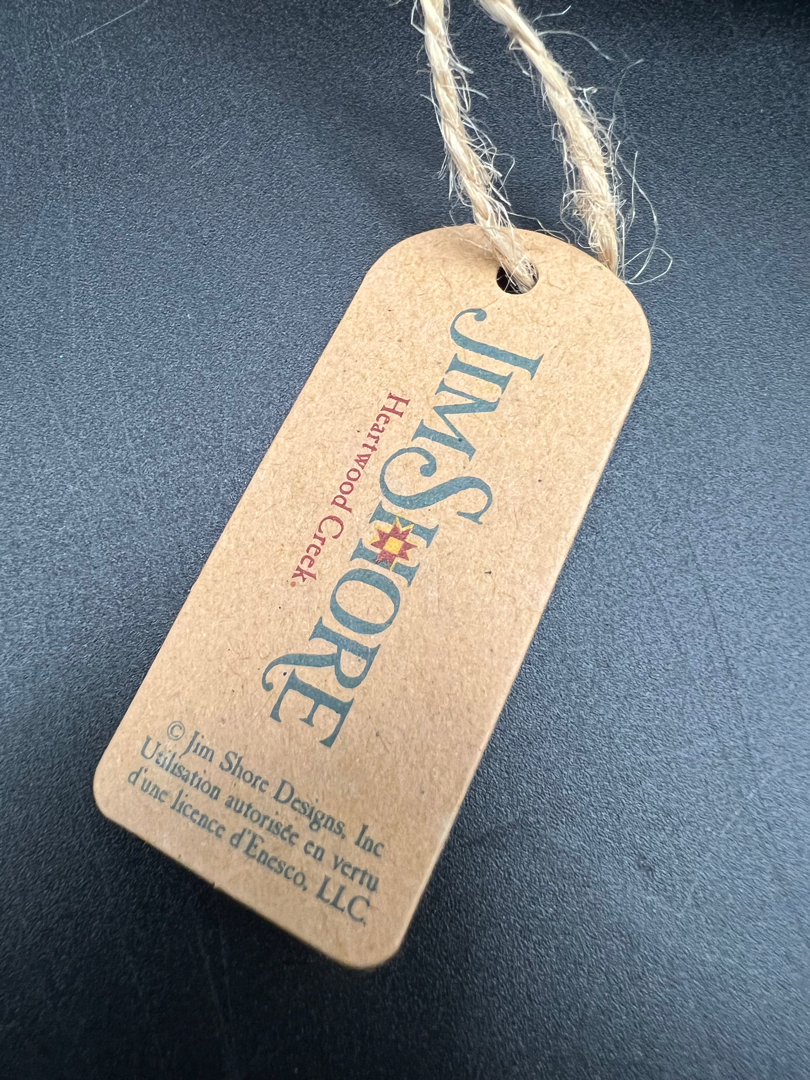 JIM SHORE
Heartwood Creek®
© Jim Shore Designs, Inc
Utilisation autorisée en vertu
d'une licence d'Enesco, LLC.